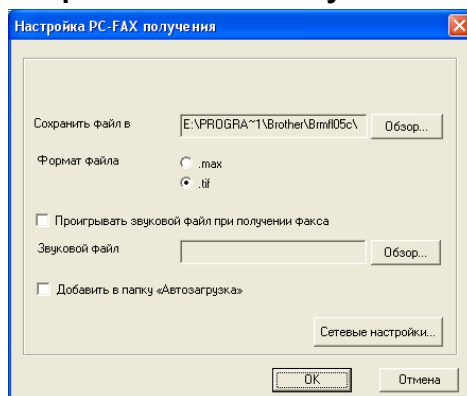 Настройка PC-FAX получения
Сохранить файл в E:\PROGRA~1\Brother\Brmfl05c\ Обзор...
Формат файла .max
.tif
Проигрывать звуковой файл при получении факса
Звуковой файл Обзор...
Добавить в папку «Автозагрузка»
Сетевые настройки...
OK Отмена